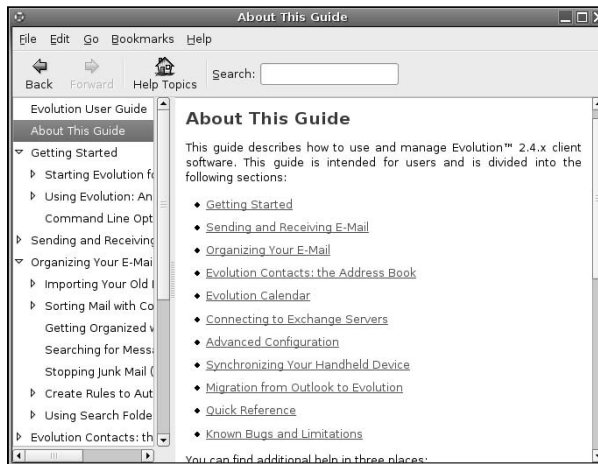 About This Guide
File Edit Go Bookmarks Help
Back Forward Help Topics Search:
Evolution User Guide
About This Guide
Getting Started
Starting Evolution fo
Using Evolution: An
Command Line Opt
Sending and Receiving
Organizing Your E-Mai
Importing Your Old
Sorting Mail with Co
Getting Organized w
Searching for Messa
Stopping Junk Mail (
Create Rules to Aut
Using Search Folde
Evolution Contacts: th
About This Guide
This guide describes how to use and manage Evolution™ 2.4.x client
software. This guide is intended for users and is divided into the
following sections:
Getting Started
Sending and Receiving E-Mail
Organizing Your E-Mail
Evolution Contacts: the Address Book
Evolution Calendar
Connecting to Exchange Servers
Advanced Configuration
Synchronizing Your Handheld Device
Migration from Outlook to Evolution
Quick Reference
Known Bugs and Limitations
You can find additional help in three places: